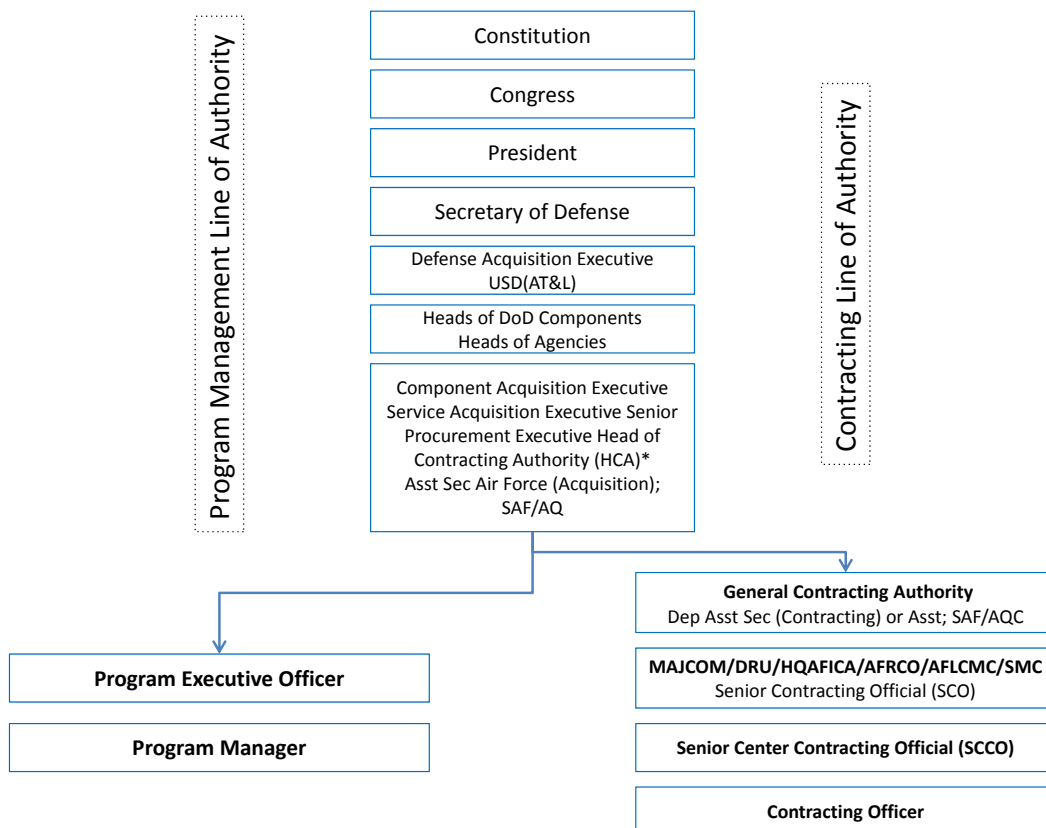 Program Management Line of Authority
Constitution
Congress
President
Secretary of Defense
Defense Acquisition Executive
USD(AT&L)
Heads of DoD Components
Heads of Agencies
Component Acquisition Executive
Service Acquisition Executive Senior
Procurement Executive Head of
Contracting Authority (HCA)*
Asst Sec Air Force (Acquisition);
SAF/AQ
Contracting Line of Authority
Program Executive Officer
Program Manager
General Contracting Authority
Dep Asst Sec (Contracting) or Asst; SAF/AQC
MAJCOM/DRU/HQAFICA/AFRCO/AFLCMC/SMC
Senior Contracting Official (SCO)
Senior Center Contracting Official (SCCO)
Contracting Officer